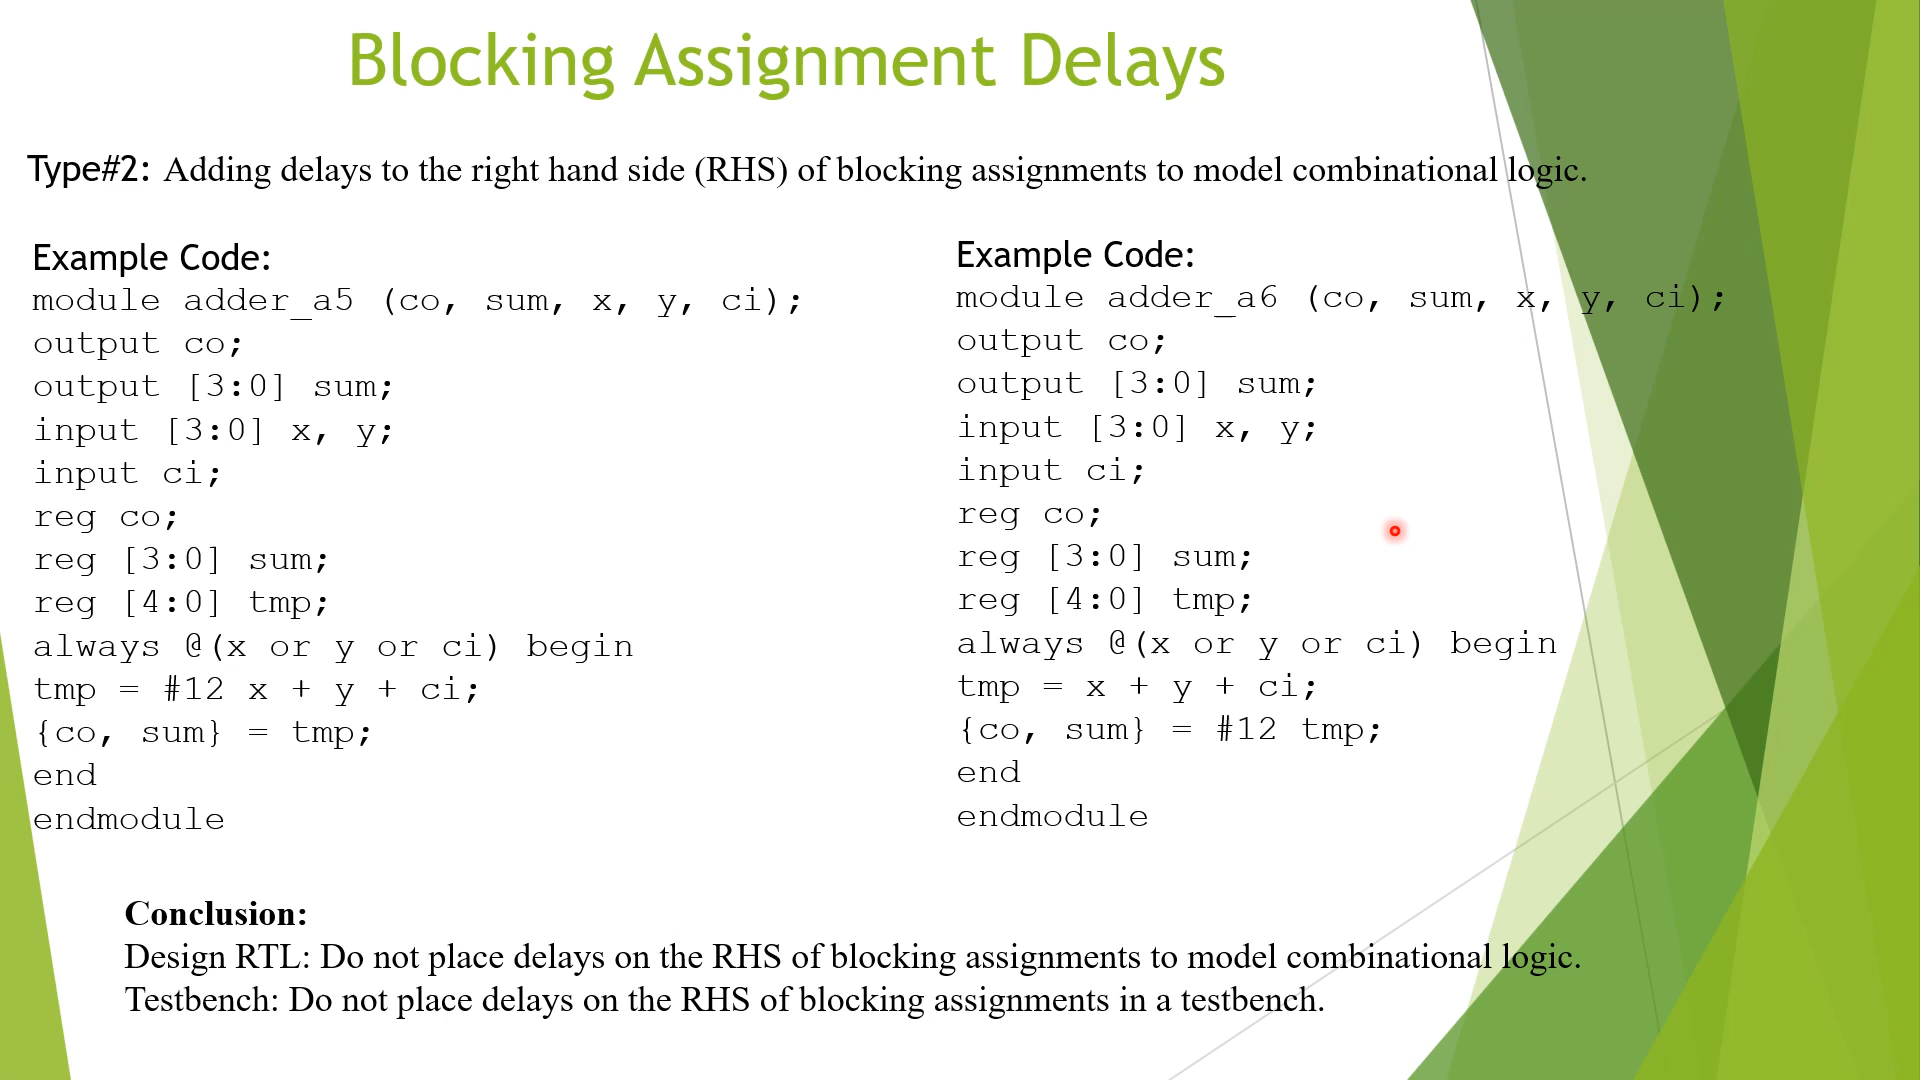 Blocking Assignment Delays
Type#2: Adding delays to the right hand side (RHS) of blocking assignments to model combinational logic.
Example Code:
module adder_a5 (co, sum, x, y, ci);
output co;
output [3:0] sum;
input [3:0] x, y;
input ci;
reg co;
reg [3:0] sum;
reg [4:0] tmp;
always @(x or y or ci) begin
tmp = #12 x + y + ci;
{co, sum} = tmp;
end
endmodule
Example Code:
module adder_a6 (co, sum, x, y, ci);
output co;
output [3:0] sum;
input [3:0] x, y;
input ci;
reg co;
reg [3:0] sum;
reg [4:0] tmp;
always @(x or y or ci) begin
tmp = x + y + ci;
{co, sum} = #12 tmp;
end
endmodule
Conclusion:
Design RTL: Do not place delays on the RHS of blocking assignments to model combinational logic.
Testbench: Do not place delays on the RHS of blocking assignments in a testbench.